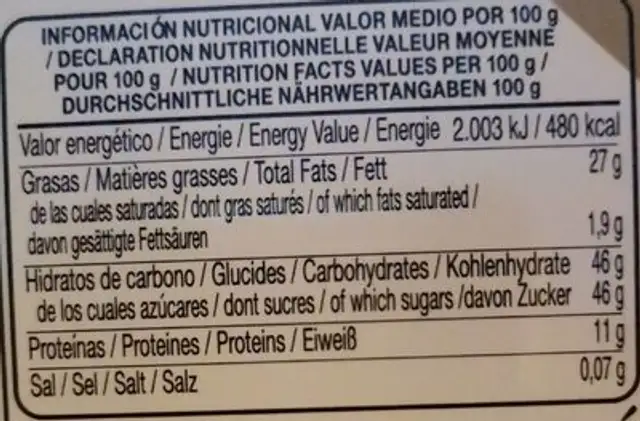 INFORMACIÓN NUTRICIONAL VALOR MEDIO POR 100 g
/ DECLARATION NUTRITIONNELLE VALEUR MOYENNE
POUR 100 g / NUTRITION FACTS VALUES PER 100 g /
DURCHSCHNITTLICHE NÄHRWERTANGABEN 100 g
Valor energético / Energie / Energy Value / Energie 2.003 kJ / 480 kcal
Grasas / Matières grasses / Total Fats / Fett 27 g
de las cuales saturadas / dont gras saturés / of which fats saturated /
davon gesättigte Fettsäuren 1,9 g
Hidratos de carbono / Glucides / Carbohydrates / Kohlenhydrate 46 g
de los cuales azúcares / dont sucres / of which sugars /davon Zucker 46 g
Proteínas / Proteines / Proteins / Eiweiß 11 g
Sal / Sel / Salt / Salz 0,07 g